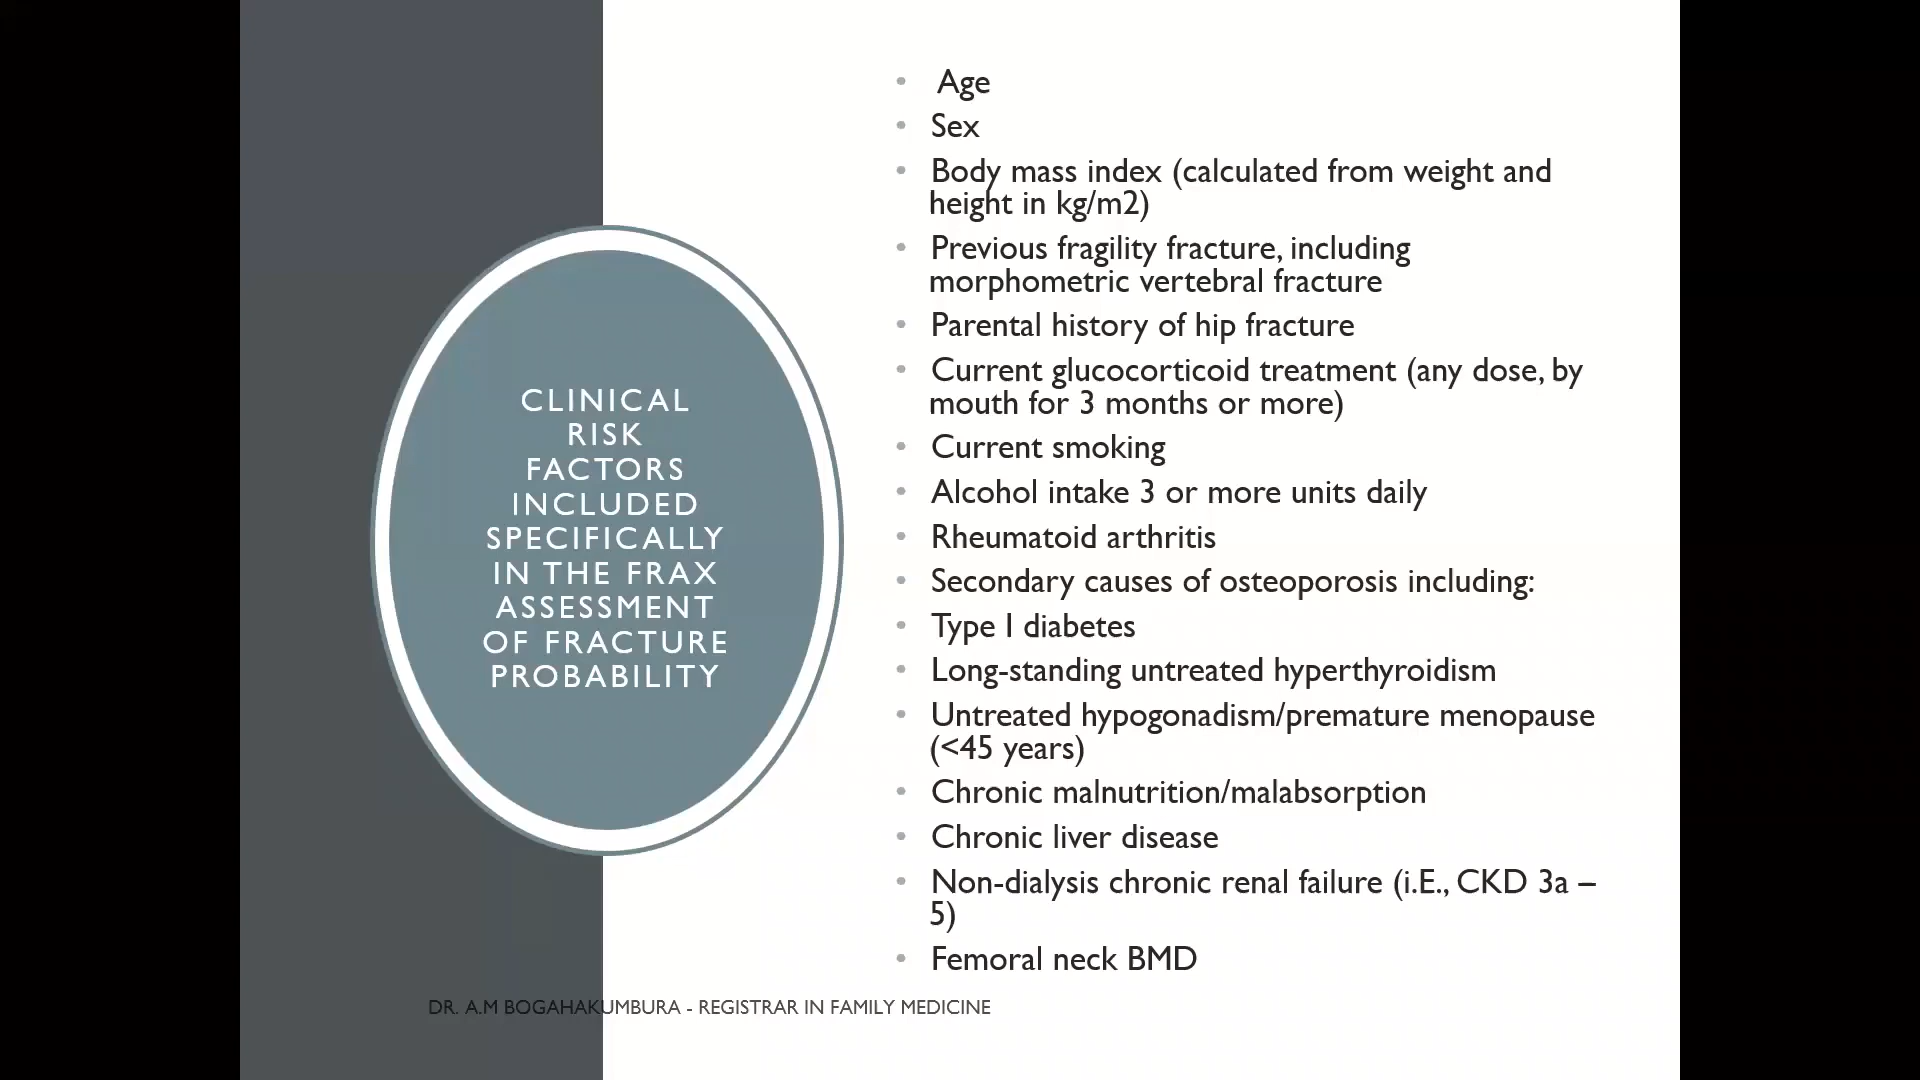 CLINICAL
RISK
FACTORS
INCLUDED
SPECIFICALLY
IN THE FRAX
ASSESSMENT
OF FRACTURE
PROBABILITY
• Age
• Sex
• Body mass index (calculated from weight and
height in kg/m2)
• Previous fragility fracture, including
morphometric vertebral fracture
• Parental history of hip fracture
• Current glucocorticoid treatment (any dose, by
mouth for 3 months or more)
• Current smoking
• Alcohol intake 3 or more units daily
• Rheumatoid arthritis
• Secondary causes of osteoporosis including:
• Type I diabetes
• Long-standing untreated hyperthyroidism
• Untreated hypogonadism/premature menopause
(<45 years)
• Chronic malnutrition/malabsorption
• Chronic liver disease
• Non-dialysis chronic renal failure (i.E., CKD 3a –
5)
• Femoral neck BMD
DR. A.M BOGAHAKUMBURA - REGISTRAR IN FAMILY MEDICINE